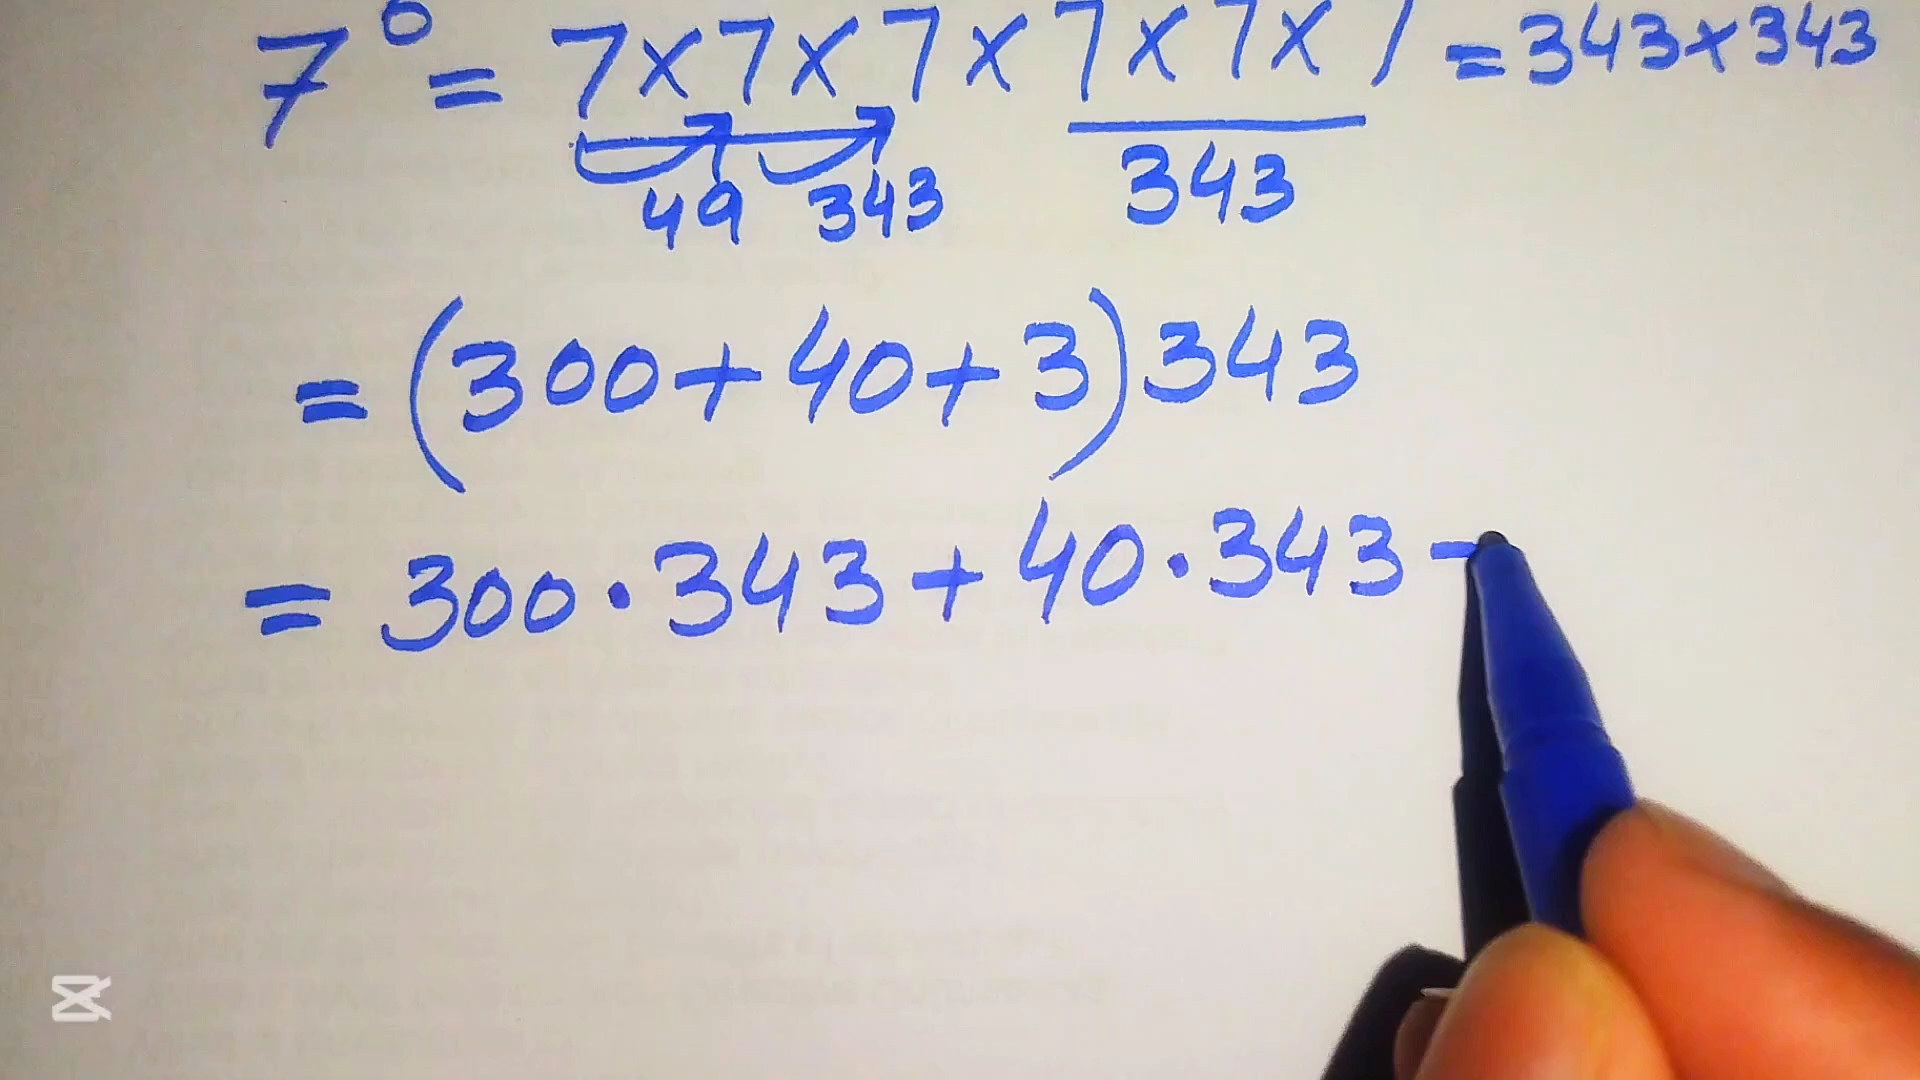 7⁶ = 7×7×7×7×7×7 = 343×343
49 343 343
= (300+40+3)343
= 300·343+40·343